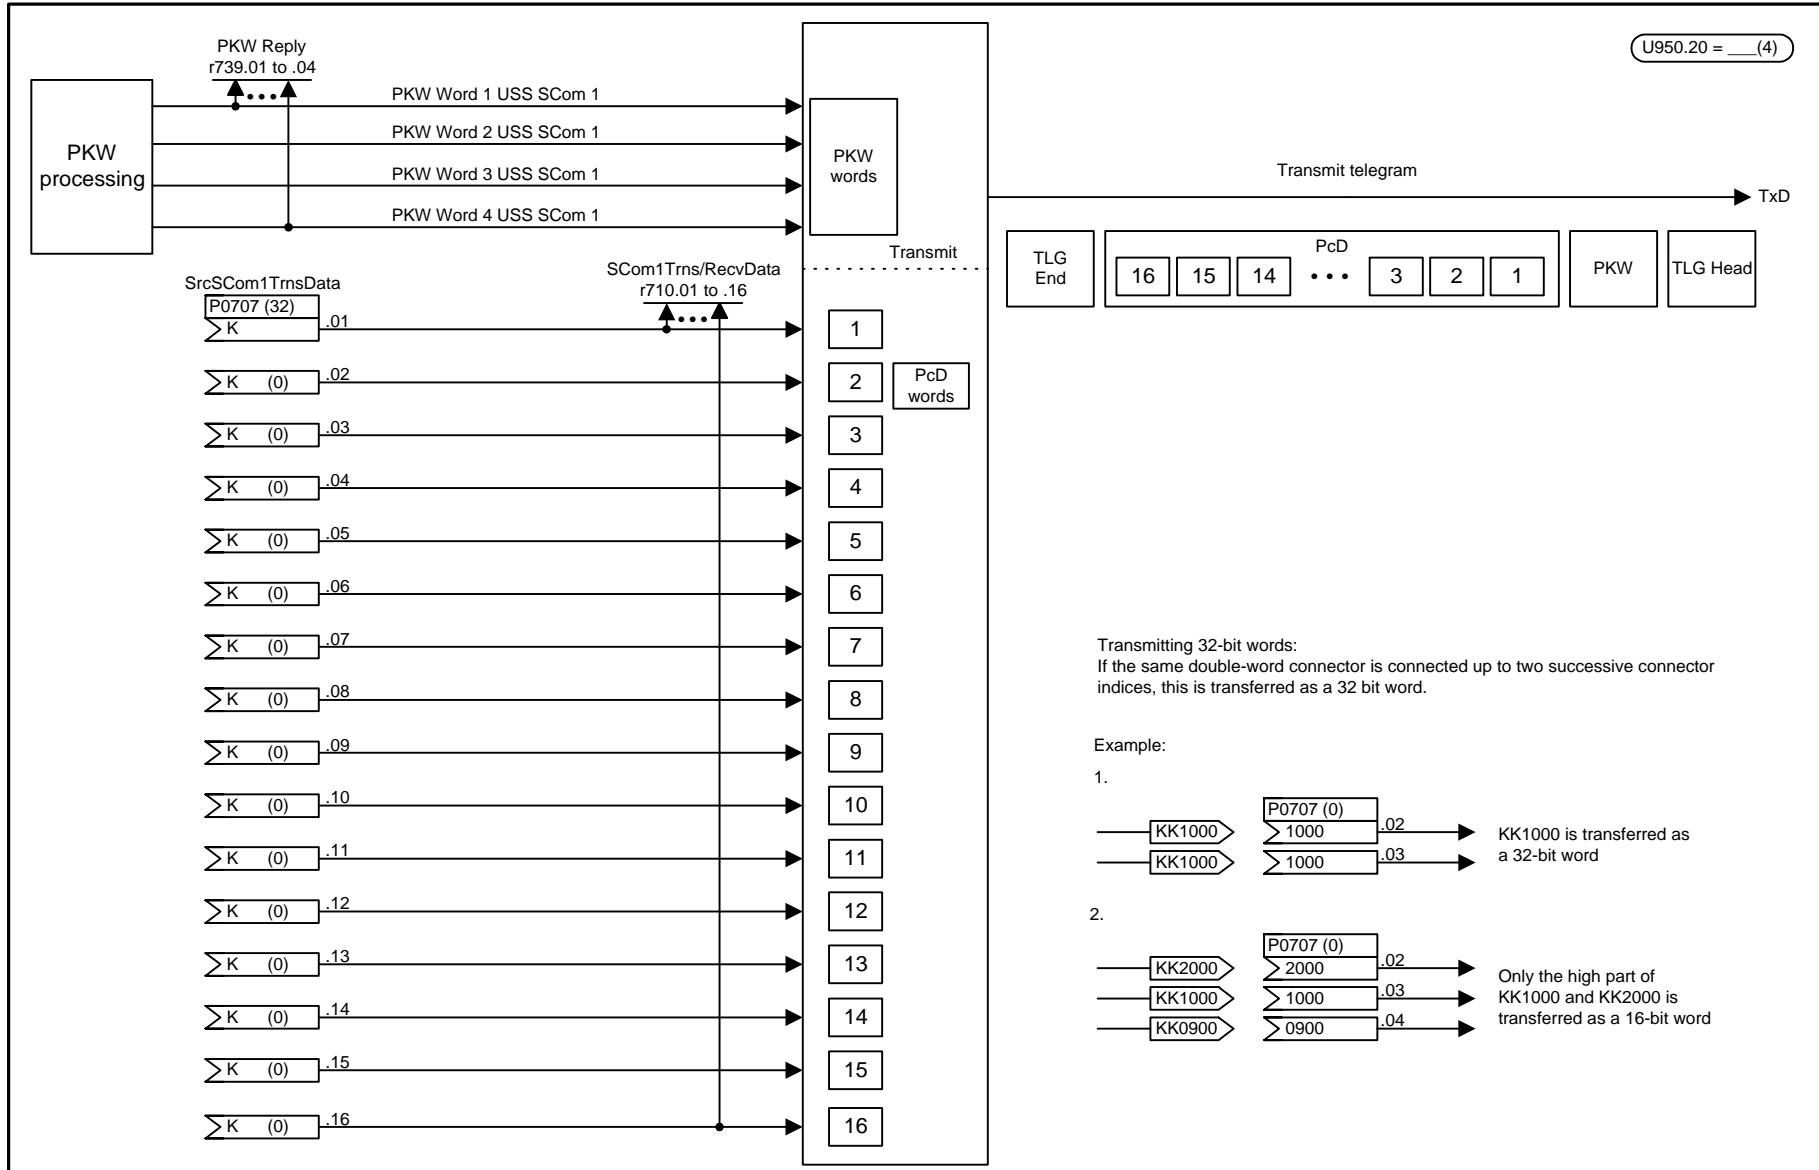 PKW Reply
r739.01 to .04
U950.20 = ___(4)
PKW
processing
PKW Word 1 USS SCom 1
PKW Word 2 USS SCom 1
PKW Word 3 USS SCom 1
PKW Word 4 USS SCom 1
PKW
words
Transmit telegram
TxD
Transmit
TLG
End
PcD
16 15 14 • • • 3 2 1
PKW
TLG Head
SrcSCom1TrnsData
P0707 (32)
SCom1Trns/RecvData
r710.01 to .16
K .01 1
K (0) .02 2
PcD
words
K (0) .03 3
K (0) .04 4
K (0) .05 5
K (0) .06 6
K (0) .07 7
K (0) .08 8
K (0) .09 9
K (0) .10 10
K (0) .11 11
K (0) .12 12
K (0) .13 13
K (0) .14 14
K (0) .15 15
K (0) .16 16
Transmitting 32-bit words:
If the same double-word connector is connected up to two successive connector
indices, this is transferred as a 32 bit word.
Example:
1.
P0707 (0)
KK1000 1000 .02
KK1000 1000 .03
KK1000 is transferred as
a 32-bit word
2.
P0707 (0)
KK2000 2000 .02
KK1000 1000 .03
KK0900 0900 .04
Only the high part of
KK1000 and KK2000 is
transferred as a 16-bit word